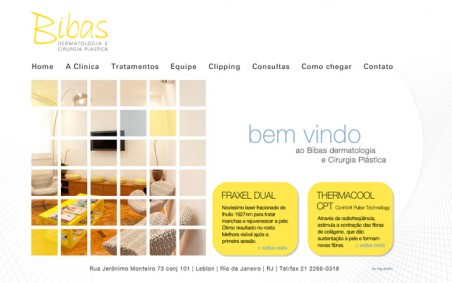 Bibas
DERMATOLOGIA E
CIRURGIA PLÁSTICA
Home A Clínica Tratamentos Equipe Clipping Consultas Como chegar Contato
bem vindo
ao Bibas dermatologia
e Cirurgia Plástica
FRAXEL DUAL
Novíssimo laser fracionado de
thulio 1927nm para tratar
manchas e rejuvenescer a pele.
Ótimo resultado no rosto.
Melhora visível após a
primeira sessão.
| saiba mais
THERMACOOL
CPT Comfort Pulse Technology
Através da radiofreqüência,
estimula a contração das fibras
de colágeno, que dão
sustentação à pele e formam
novas fibras.
| saiba mais
Rua Jerônimo Monteiro 73 conj 101 | Leblon | Rio de Janeiro | RJ | Tel/fax 21 2266-0318